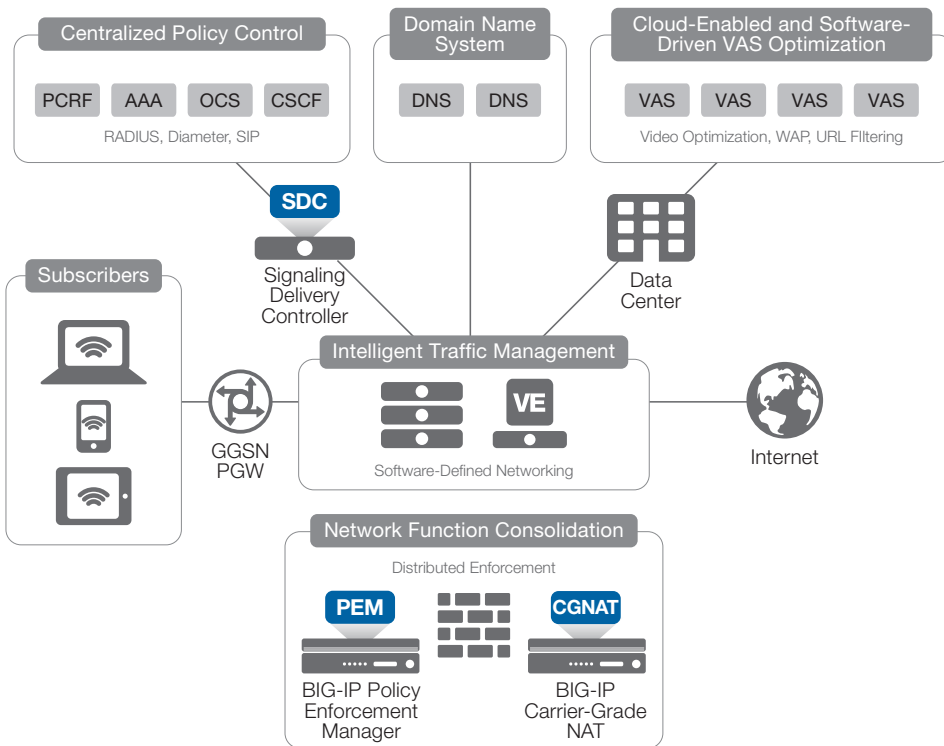 Centralized Policy Control
PCRF AAA OCS CSCF
RADIUS, Diameter, SIP
Domain Name
System
DNS DNS
Cloud-Enabled and Software-
Driven VAS Optimization
VAS VAS VAS VAS
Video Optimization, WAP, URL FIltering
SDC
Signaling
Delivery
Controller
Data
Center
Subscribers
GGSN
PGW
Intelligent Traffic Management
VE
Software-Defined Networking
Internet
Network Function Consolidation
Distributed Enforcement
PEM
BIG-IP Policy
Enforcement
Manager
CGNAT
BIG-IP
Carrier-Grade
NAT